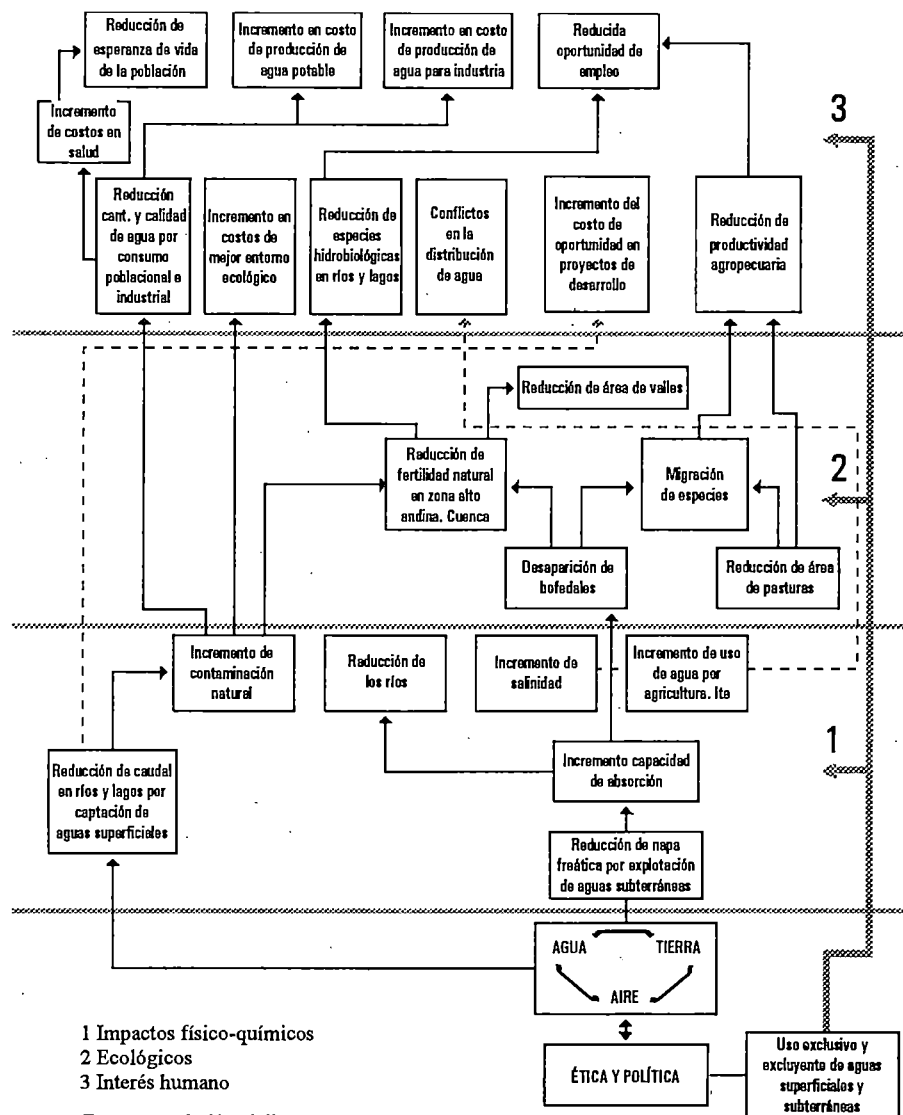 Reducción de
esperanza de vida
de la población
Incremento en costo
de producción de
agua potable
Incremento en costo
de producción de
agua para industria
Reducida
oportunidad de
empleo
Incremento
de costos en
salud
3
Reducción
cant. y calidad
de agua por
consumo
poblacional e
industrial
Incremento en
costos de
mejor entorno
ecológico
Reducción de
especies
hidrobiológicas
en ríos y lagos
Conflictos
en la
distribución
de agua
Incremento del
costo de
oportunidad en
proyectos de
desarrollo
Reducción de
productividad
agropecuaria
Reducción de área de valles
Reducción de
fertilidad natural
en zona alto
andina. Cuenca
Migración
de especies
2
Desaparición de
bofedales
Reducción de área
de pasturas
Incremento de
contaminación
natural
Reducción de
los ríos
Incremento de
salinidad
Incremento de uso
de agua por
agricultura. Ite
1
Reducción de caudal
en ríos y lagos por
captación de
aguas superficiales
Incremento capacidad
de absorción
Reducción de napa
freática por explotación
de aguas subterráneas
AGUA TIERRA
AIRE
1 Impactos físico-químicos
2 Ecológicos
3 Interés humano
ÉTICA Y POLÍTICA
Uso exclusivo y
excluyente de aguas
superficiales y
subterráneas